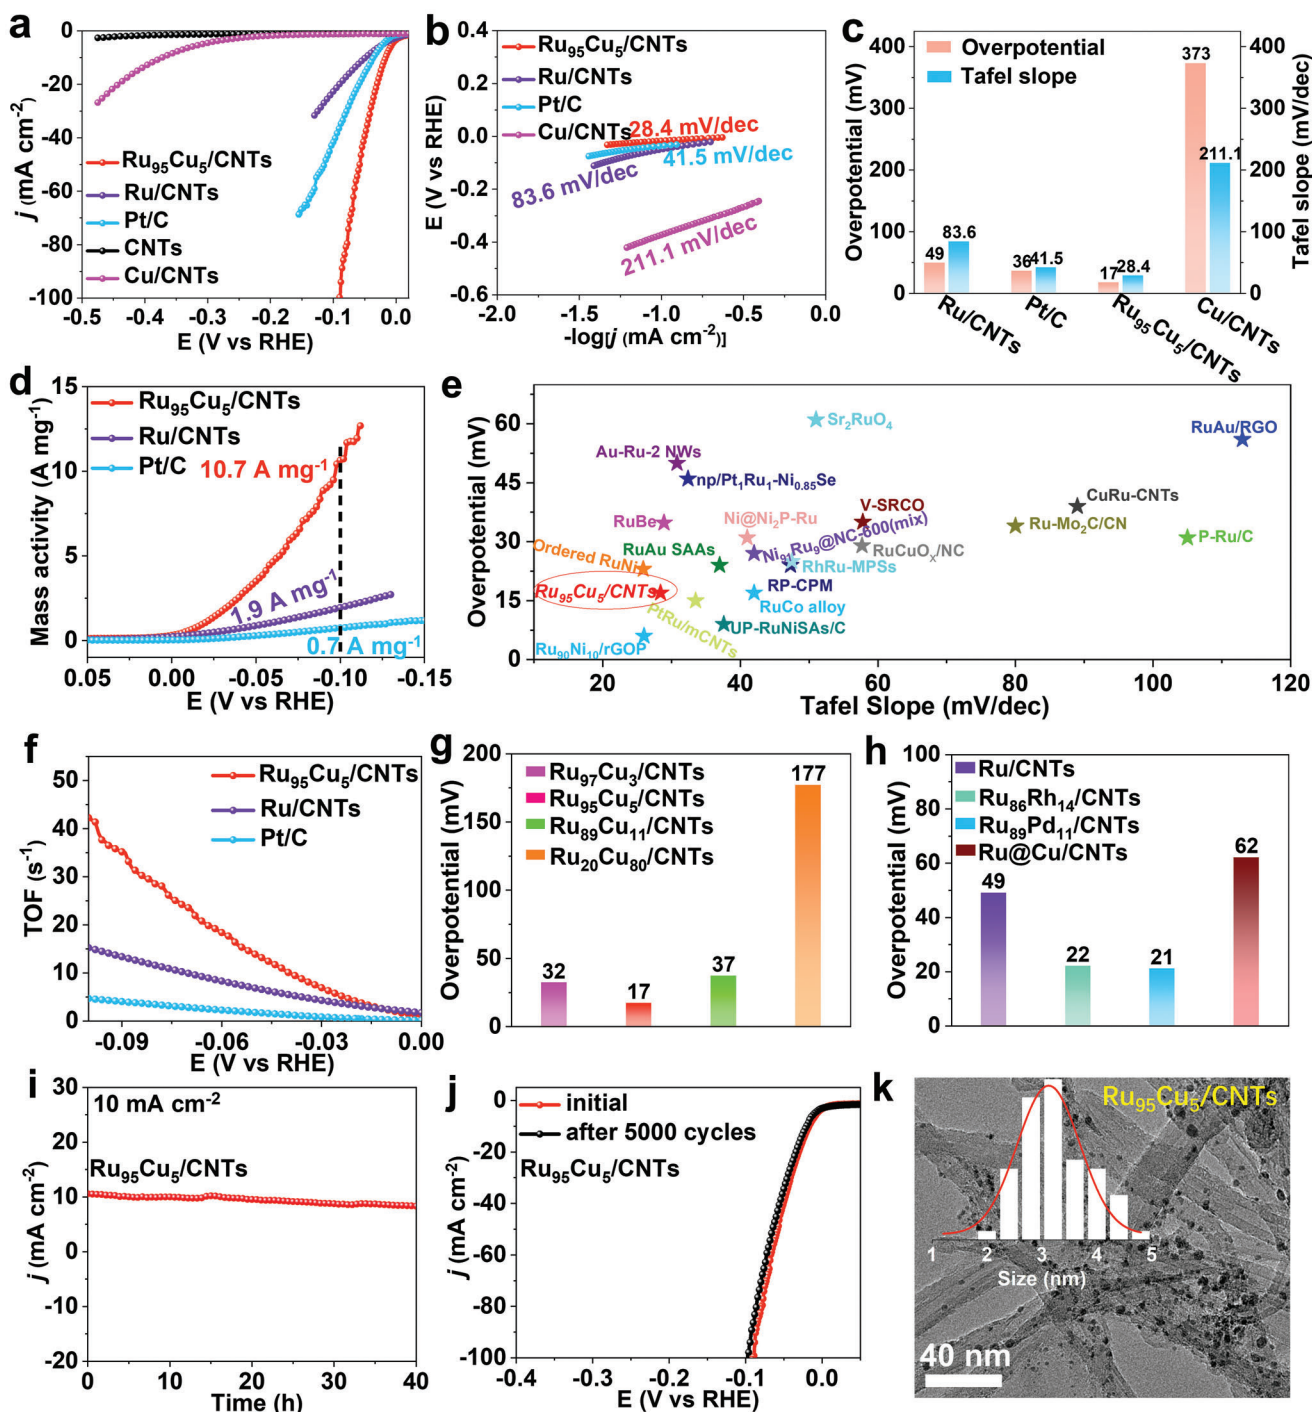 a
0
-20
-40
-60
-80
-100
j (mA cm-2)
Ru95Cu5/CNTs
Ru/CNTs
Pt/C
CNTs
Cu/CNTs
-0.5 -0.4 -0.3 -0.2 -0.1 0.0
E (V vs RHE)
b
0.4
0.2
0.0
-0.2
-0.4
-0.6
E (V vs RHE)
Ru95Cu5/CNTs
Ru/CNTs
Pt/C
Cu/CNTs
28.4 mV/dec
41.5 mV/dec
83.6 mV/dec
211.1 mV/dec
-2.0 -1.5 -1.0 -0.5 0.0
-log[j (mA cm-2)]
c
400
300
200
100
0
Overpotential (mV)
Overpotential
Tafel slope
49 83.6
36 41.5
17 28.4
373 211.1
Ru/CNTs
Pt/C
Ru95Cu5/CNTs
Cu/CNTs
400
300
200
100
0
Tafel slope (mV/dec)
d
15
10
5
0
Mass activity (A mg-1)
Ru95Cu5/CNTs
Ru/CNTs
Pt/C
10.7 A mg-1
1.9 A mg-1
0.7 A mg-1
0.05 0.00 -0.05 -0.10 -0.15
E (V vs RHE)
e
60
45
30
15
0
Overpotential (mV)
Sr2RuO4
RuAu/RGO
Au-Ru-2 NWs
np/Pt1Ru1-Ni0.85Se
CuRu-CNTs
V-SRCO
RuBe
Ni@Ni2P-Ru
Ru-Mo2C/CN
P-Ru/C
Ni91Ru9@NC-600(mix)
RuCuOx/NC
RuAu SAAs
Ordered RuNi
RhRu-MPSs
RP-CPM
Ru95Cu5/CNTs
RuCo alloy
PtRu/mCNTs
UP-RuNiSAs/C
Ru90Ni10/rGOP
20 40 60 80 100 120
Tafel Slope (mV/dec)
f
50
40
30
20
10
0
TOF (s-1)
Ru95Cu5/CNTs
Ru/CNTs
Pt/C
-0.09 -0.06 -0.03 0.00
E (V vs RHE)
g
200
150
100
50
0
Overpotential (mV)
Ru97Cu3/CNTs
Ru95Cu5/CNTs
Ru89Cu11/CNTs
Ru20Cu80/CNTs
32 17 37 177
h
100
80
60
40
20
0
Overpotential (mV)
Ru/CNTs
Ru86Rh14/CNTs
Ru89Pd11/CNTs
Ru@Cu/CNTs
49 22 21 62
i
30
20
10
0
-10
-20
j (mA cm-2)
10 mA cm-2
Ru95Cu5/CNTs
0 10 20 30 40
Time (h)
j
0
-20
-40
-60
-80
-100
j (mA cm-2)
initial
after 5000 cycles
Ru95Cu5/CNTs
-0.4 -0.3 -0.2 -0.1 0.0
E (V vs RHE)
k
Ru95Cu5/CNTs
1 2 3 4 5
Size (nm)
40 nm